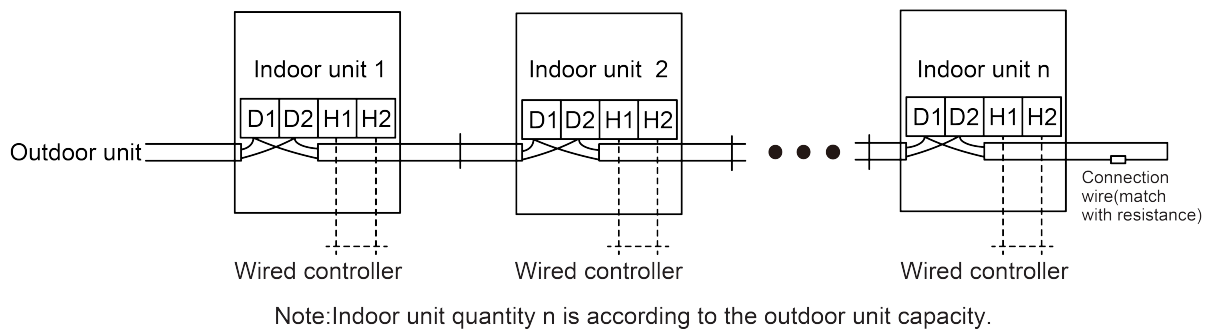 Indoor unit 1
Indoor unit 2
Indoor unit n
D1 D2 H1 H2
D1 D2 H1 H2
D1 D2 H1 H2
Outdoor unit
Connection
wire(match
with resistance)
Wired controller
Wired controller
Wired controller
Note:Indoor unit quantity n is according to the outdoor unit capacity.